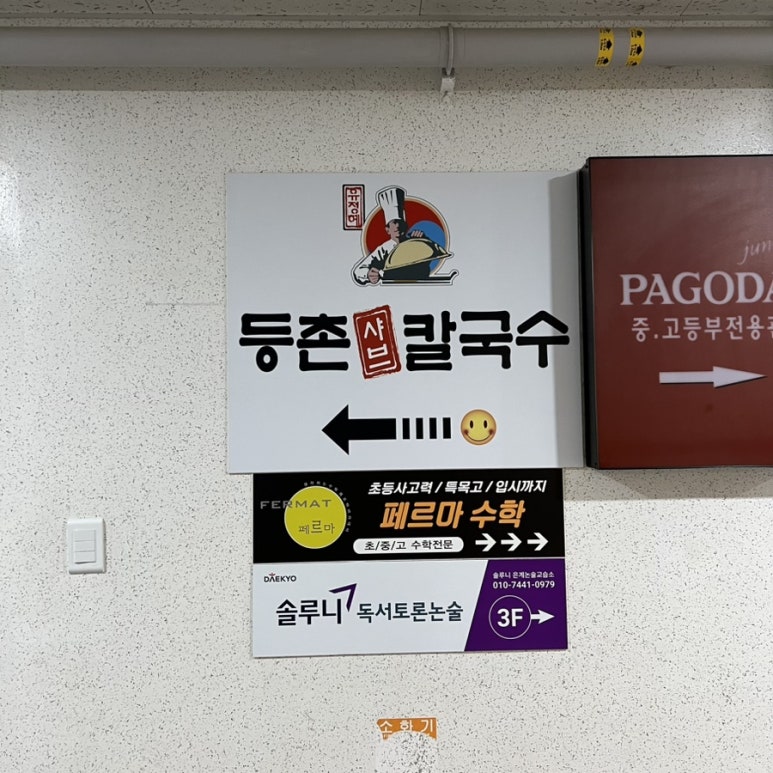 류정혜
등촌 샤브 칼국수
jun
PAGODA
중.고등부전용관
초등사고력 / 특목고 / 입시까지
FERMAT
페르마
페르마 수학
초/중/고 수학전문
DAEKYO
솔루니 독서토론논술
솔루니 은계논술교습소
010-7441-0979
3F
소화기